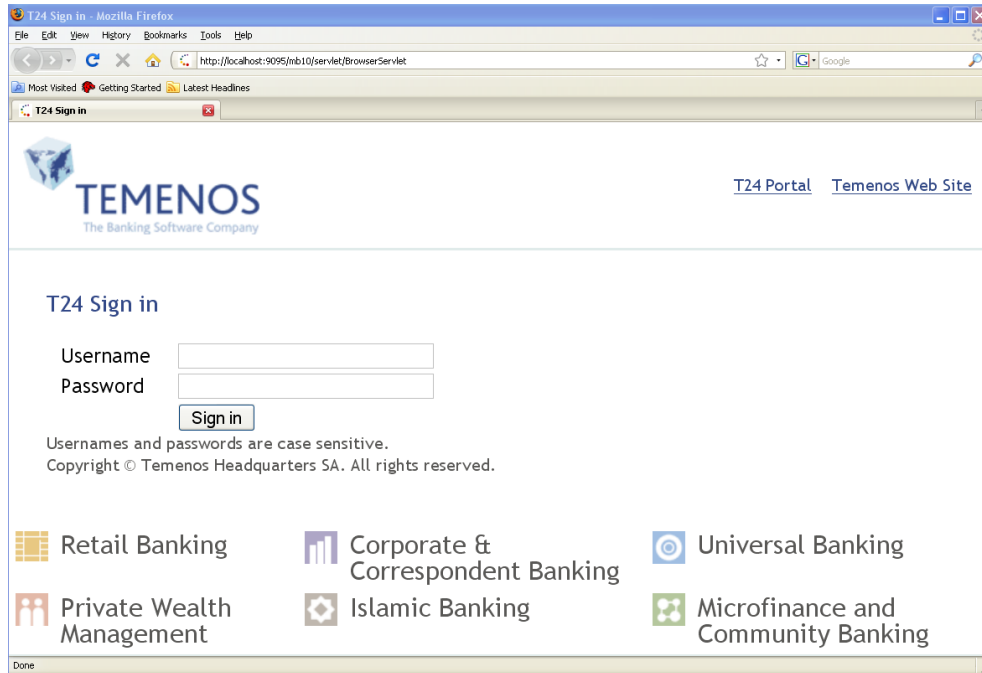 T24 Sign in - Mozilla Firefox
File Edit View History Bookmarks Tools Help
http://localhost:9095/mb10/servlet/BrowserServlet
G Google
Most Visited Getting Started Latest Headlines
T24 Sign in
TEMENOS
The Banking Software Company
T24 Portal Temenos Web Site
T24 Sign in
Username
Password
Sign in
Usernames and passwords are case sensitive.
Copyright © Temenos Headquarters SA. All rights reserved.
Retail Banking
Corporate &
Correspondent Banking
Universal Banking
Private Wealth
Management
Islamic Banking
Microfinance and
Community Banking
Done